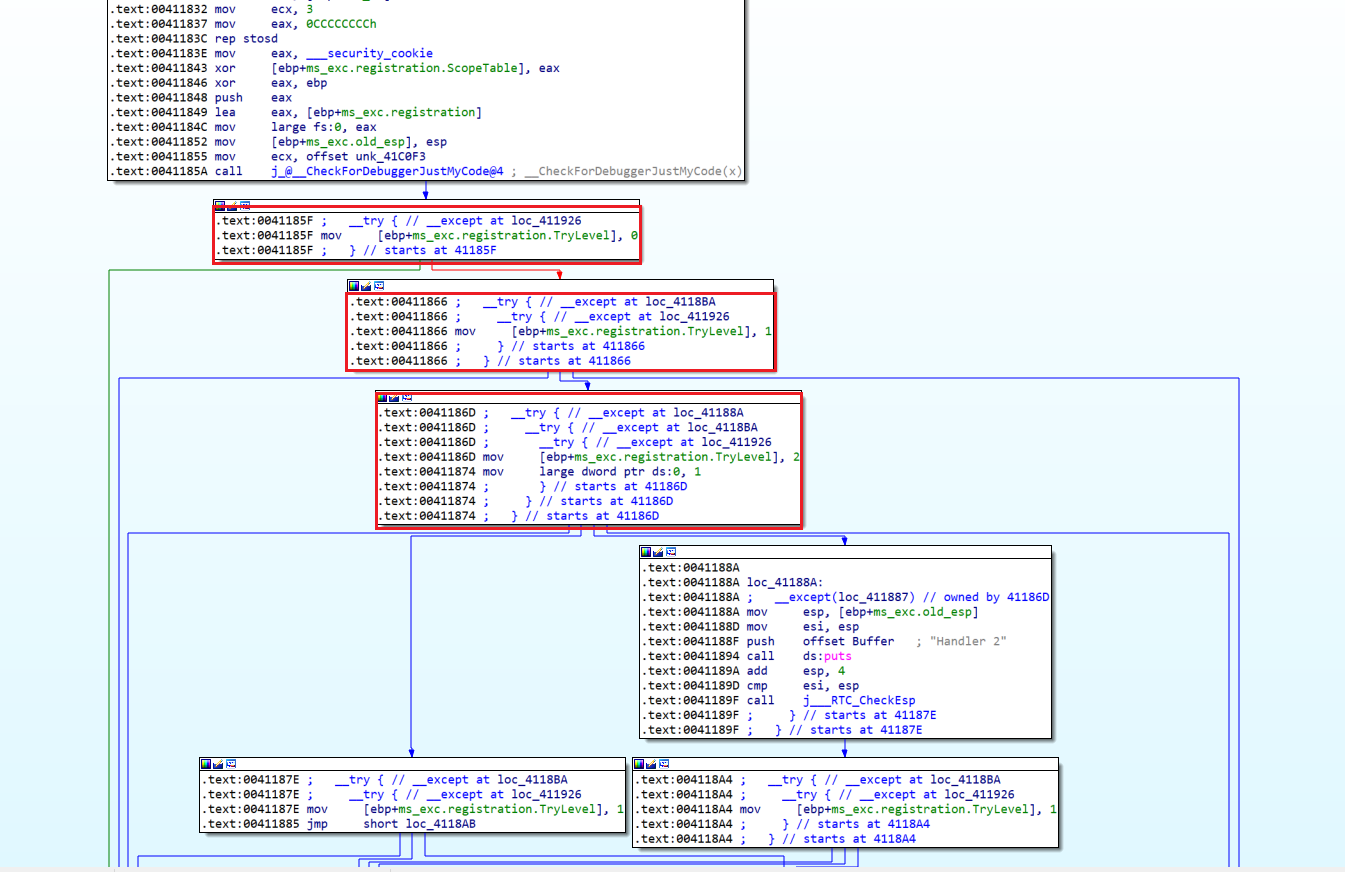 .text:00411832 mov     ecx, 3
.text:00411837 mov     eax, 0CCCCCCCCh
.text:0041183C rep stosd
.text:0041183E mov     eax, ___security_cookie
.text:00411843 xor     [ebp+ms_exc.registration.ScopeTable], eax
.text:00411846 xor     eax, ebp
.text:00411848 push    eax
.text:00411849 lea     eax, [ebp+ms_exc.registration]
.text:0041184C mov     large fs:0, eax
.text:00411852 mov     [ebp+ms_exc.old_esp], esp
.text:00411855 mov     ecx, offset unk_41C0F3
.text:0041185A call    j_@__CheckForDebuggerJustMyCode@4 ; __CheckForDebuggerJustMyCode(x)
.text:0041185F ;   __try { // __except at loc_411926
.text:0041185F mov     [ebp+ms_exc.registration.TryLevel], 0
.text:0041185F ;   } // starts at 41185F
.text:00411866 ;   __try { // __except at loc_4118BA
.text:00411866 ;     __try { // __except at loc_411926
.text:00411866 mov     [ebp+ms_exc.registration.TryLevel], 1
.text:00411866 ;     } // starts at 411866
.text:00411866 ;   } // starts at 411866
.text:0041186D ;   __try { // __except at loc_41188A
.text:0041186D ;     __try { // __except at loc_4118BA
.text:0041186D ;       __try { // __except at loc_411926
.text:0041186D mov     [ebp+ms_exc.registration.TryLevel], 2
.text:00411874 mov     large dword ptr ds:0, 1
.text:00411874 ;       } // starts at 41186D
.text:00411874 ;     } // starts at 41186D
.text:00411874 ;   } // starts at 41186D
.text:0041188A
.text:0041188A loc_41188A:
.text:0041188A ;   __except(loc_411887) // owned by 41186D
.text:0041188A mov     esp, [ebp+ms_exc.old_esp]
.text:0041188D mov     esi, esp
.text:0041188F push    offset Buffer   ; "Handler 2"
.text:00411894 call    ds:puts
.text:0041189A add     esp, 4
.text:0041189D cmp     esi, esp
.text:0041189F call    j___RTC_CheckEsp
.text:0041189F ;     } // starts at 41187E
.text:0041189F ;   } // starts at 41187E
.text:0041187E ;   __try { // __except at loc_4118BA
.text:0041187E ;     __try { // __except at loc_411926
.text:0041187E mov     [ebp+ms_exc.registration.TryLevel], 1
.text:00411885 jmp     short loc_4118AB
.text:004118A4 ;   __try { // __except at loc_4118BA
.text:004118A4 ;     __try { // __except at loc_411926
.text:004118A4 mov     [ebp+ms_exc.registration.TryLevel], 1
.text:004118A4 ;     } // starts at 4118A4
.text:004118A4 ;   } // starts at 4118A4